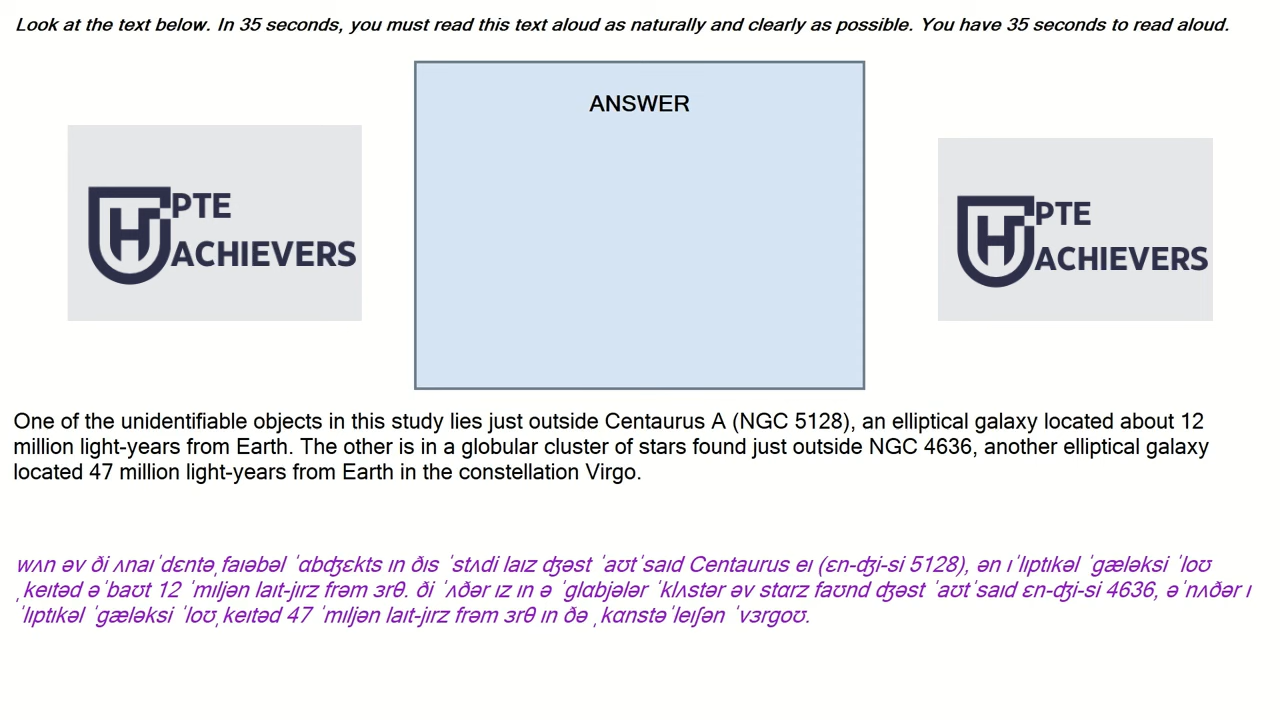 Look at the text below. In 35 seconds, you must read this text aloud as naturally and clearly as possible. You have 35 seconds to read aloud.
ANSWER
PTE
ACHIEVERS
PTE
ACHIEVERS
One of the unidentifiable objects in this study lies just outside Centaurus A (NGC 5128), an elliptical galaxy located about 12
million light-years from Earth. The other is in a globular cluster of stars found just outside NGC 4636, another elliptical galaxy
located 47 million light-years from Earth in the constellation Virgo.
wʌn əv ði ʌnaɪˈdɛntəˌfaɪəbəl ˈɑbʤɛkts ɪn ðɪs ˈstʌdi laɪz ʤəst ˈaʊtˈsaɪd Centaurus eɪ (ɛn-ʤi-si 5128), ən ɪˈlɪptɪkəl ˈgæləksi ˈloʊ
ˌkeɪtəd əˈbaʊt 12 ˈmɪljən laɪt-jɪrz frəm ɜrθ. ði ˈʌðər ɪz ɪn ə ˈglɑbjələr ˈklʌstər əv stɑrz faʊnd ʤəst ˈaʊtˈsaɪd ɛn-ʤi-si 4636, əˈnʌðər ɪ
ˈlɪptɪkəl ˈgæləksi ˈloʊˌkeɪtəd 47 ˈmɪljən laɪt-jɪrz frəm ɜrθ ɪn ðə ˌkɑnstəˈleɪʃən ˈvɜrgoʊ.